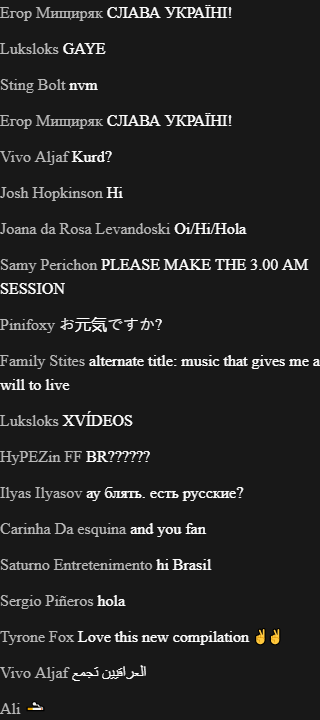 Егор Мищиряк СЛАВА УКРАЇНІ!
Luksloks GAYE
Sting Bolt nvm
Егор Мищиряк СЛАВА УКРАЇНІ!
Vivo Aljaf Kurd?
Josh Hopkinson Hi
Joana da Rosa Levandoski Oi/Hi/Hola
Samy Perichon PLEASE MAKE THE 3.00 AM
SESSION
Pinifoxy お元気ですか?
Family Stites alternate title: music that gives me a
will to live
Luksloks XVÍDEOS
HyPEZin FF BR??????
Ilyas Ilyasov ау блять. есть русские?
Carinha Da esquina and you fan
Saturno Entretenimento hi Brasil
Sergio Piñeros hola
Tyrone Fox Love this new compilation ✌️✌️
Vivo Aljaf العراقيين تجمع
Ali 🚬